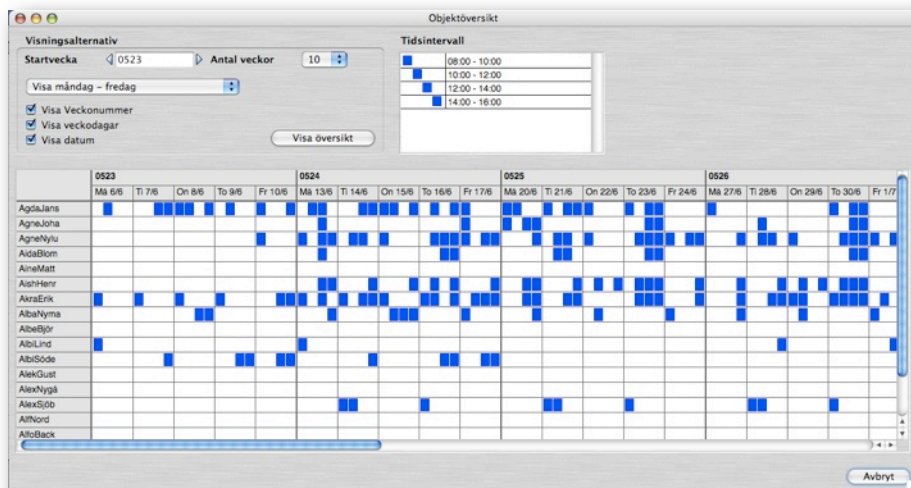 Objektöversikt
Visningsalternativ
Startvecka 0523 Antal veckor 10
Visa måndag - fredag
Visa Veckonummer
Visa veckodagar
Visa datum
Visa översikt
Tidsintervall
08:00 - 10:00
10:00 - 12:00
12:00 - 14:00
14:00 - 16:00
0523 0524 0525 0526
Må 6/6 Ti 7/6 On 8/6 To 9/6 Fr 10/6 Må 13/6 Ti 14/6 On 15/6 To 16/6 Fr 17/6 Må 20/6 Ti 21/6 On 22/6 To 23/6 Fr 24/6 Må 27/6 Ti 28/6 On 29/6 To 30/6 Fr 1/7
AgdaJans
AgneJoha
AgneNylu
AidaBlom
AineMatt
AishHenr
AkraErik
AlbaNyma
AlbeBjör
AlbiLind
AlbiSöde
AlekGust
AlexNygå
AlexSjöb
AlfNord
AlfoBack
Avbryt